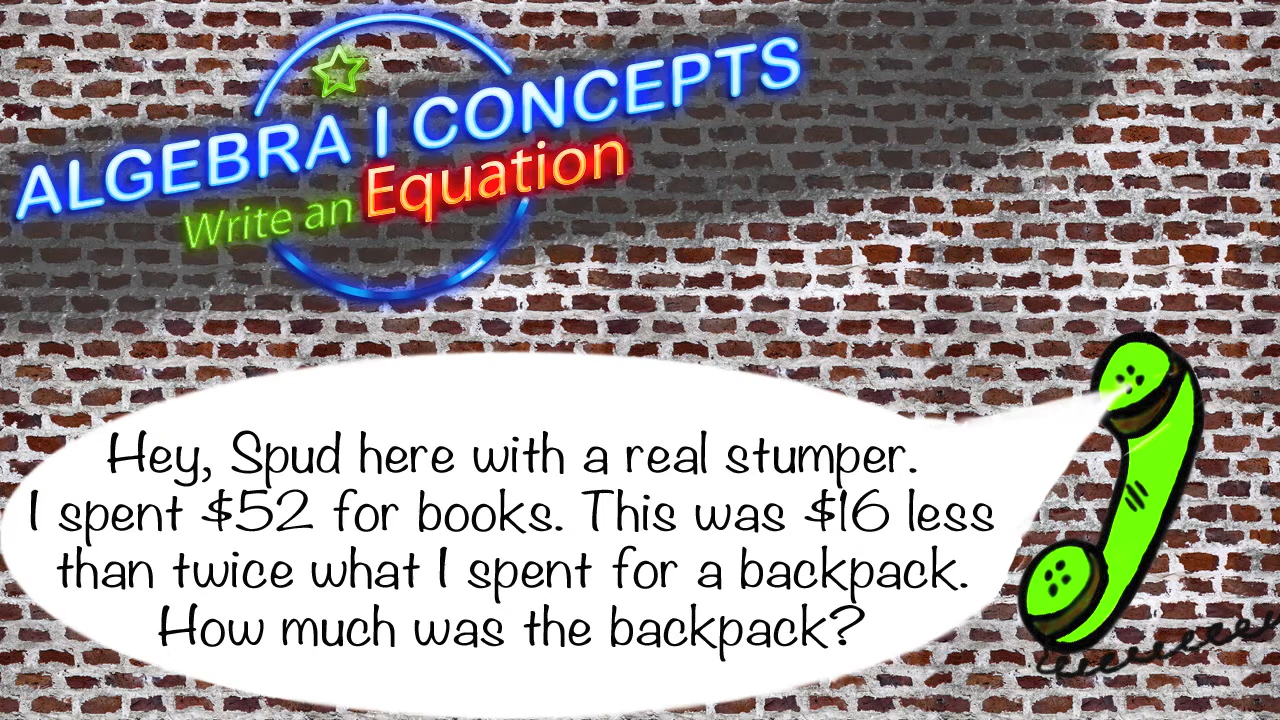 ALGEBRA I CONCEPTS
Write an Equation
Hey, Spud here with a real stumper.
I spent $52 for books. This was $16 less
than twice what I spent for a backpack.
How much was the backpack?